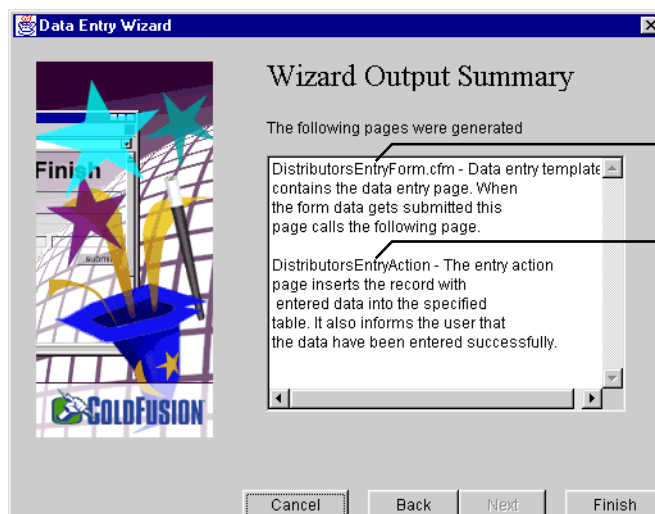 Data Entry Wizard
Wizard Output Summary
The following pages were generated
Finish
submi
DistributorsEntryForm.cfm - Data entry template
contains the data entry page. When
the form data gets submitted this
page calls the following page.
DistributorsEntryAction - The entry action
page inserts the record with
entered data into the specified
table. It also informs the user that
the data have been entered successfully.
COLDFUSION
Cancel
Back
Next
Finish